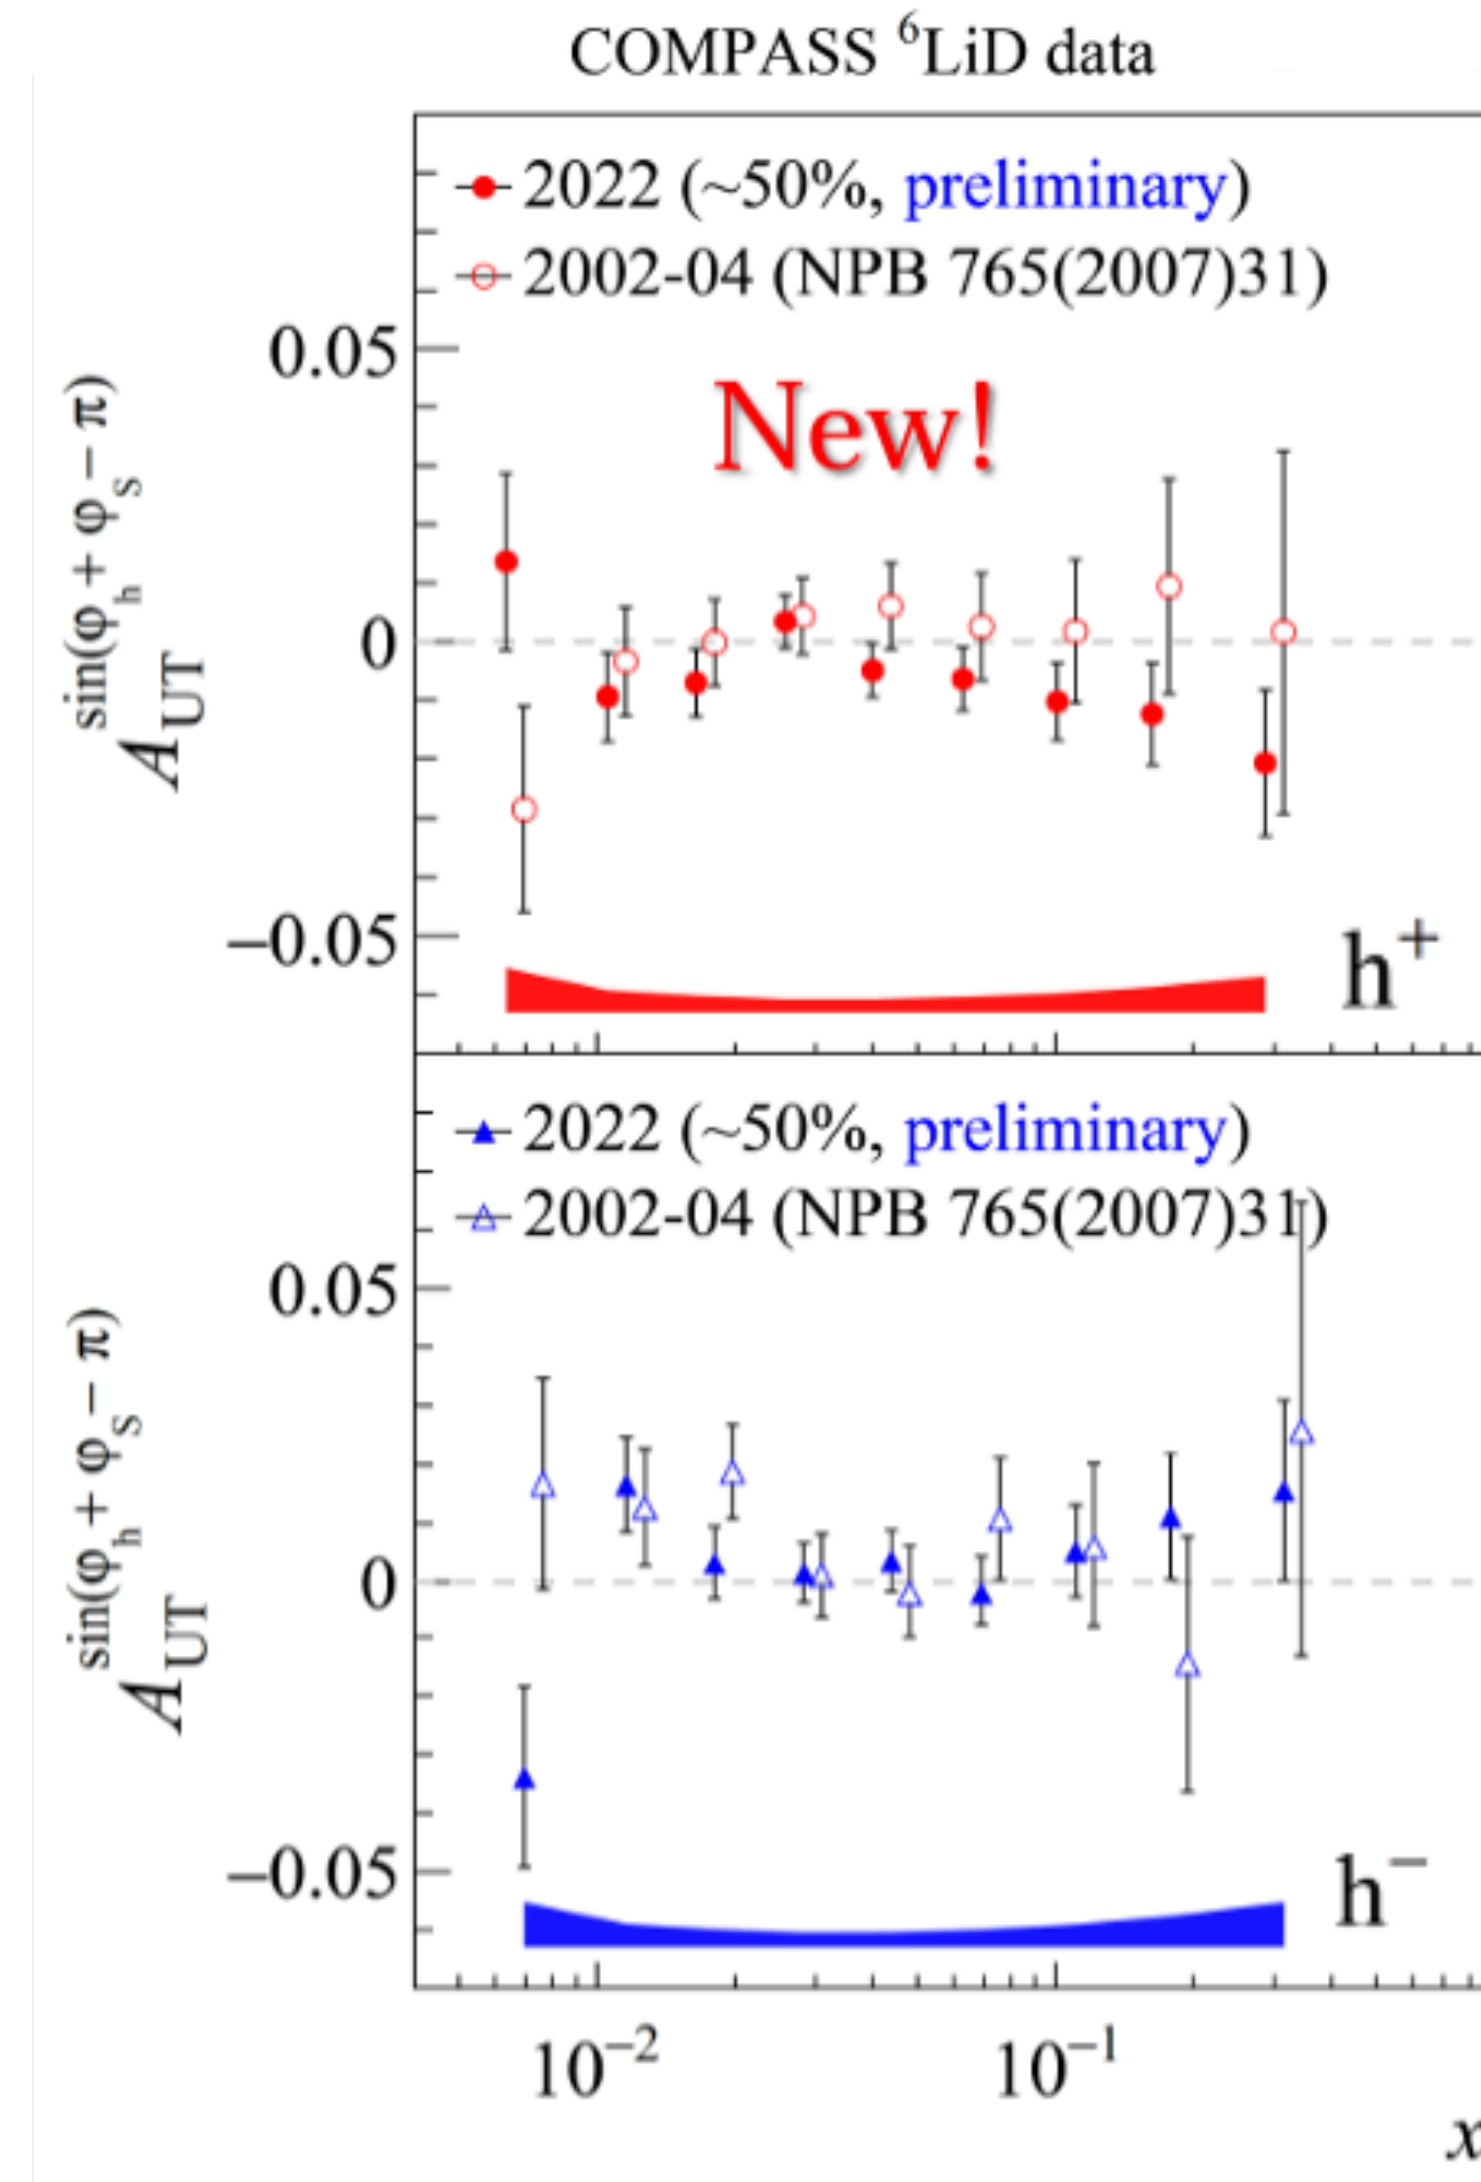 COMPASS ⁶LiD data
2022 (~50%, preliminary)
2002-04 (NPB 765(2007)31)
0.05
New!
A_UT^sin(φ_h + φ_S − π)
0
−0.05
h⁺
2022 (~50%, preliminary)
2002-04 (NPB 765(2007)31)
0.05
A_UT^sin(φ_h + φ_S − π)
0
−0.05
h⁻
10⁻² 10⁻¹
x